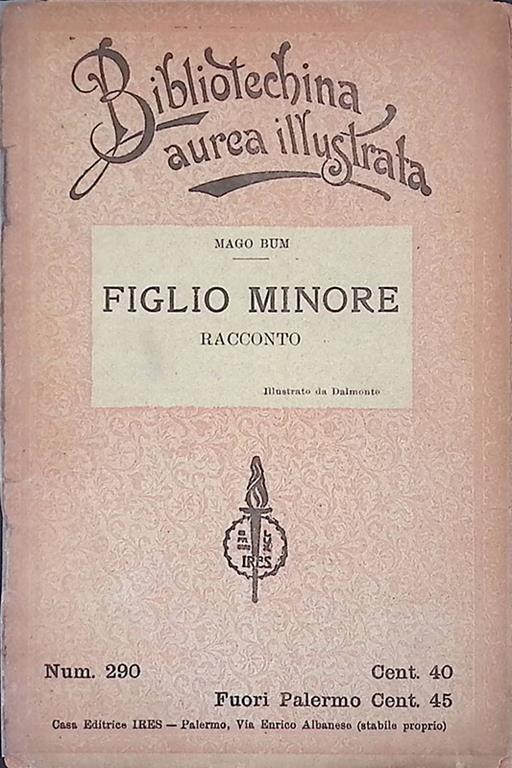 Bibliotechina
aurea illustrata
MAGO BUM
FIGLIO MINORE
RACCONTO
Illustrato da Dalmonte
IRES
Num. 290
Cent. 40
Fuori Palermo Cent. 45
Casa Editrice IRES — Palermo, Via Enrico Albanese (stabile proprio)